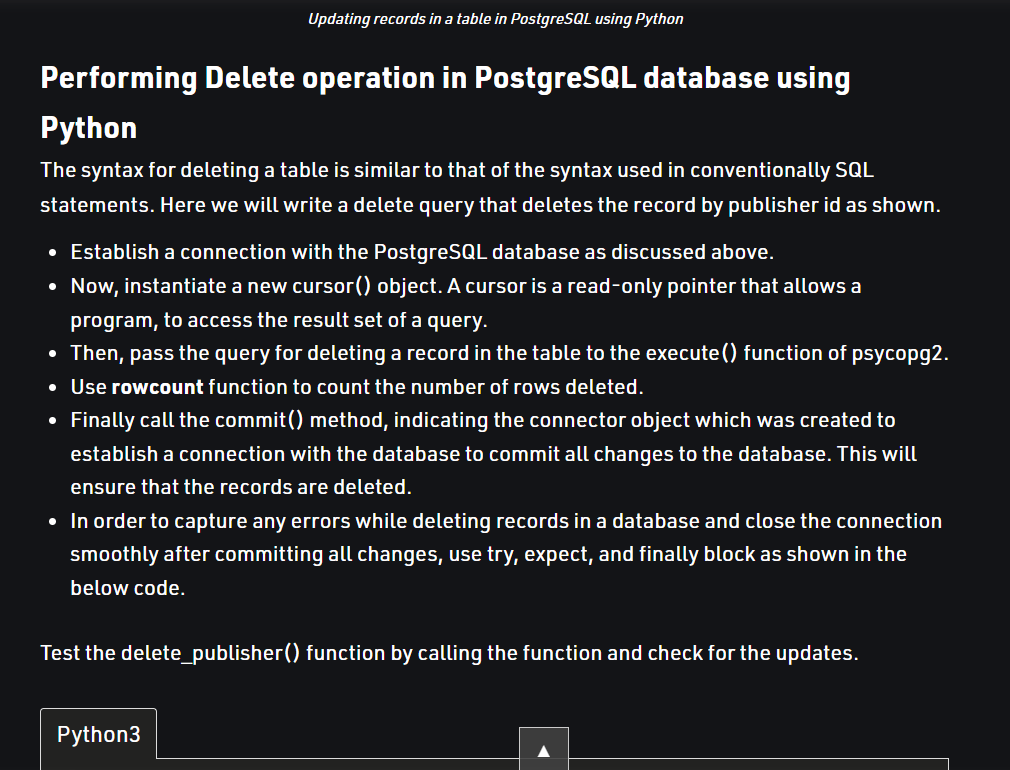 Updating records in a table in PostgreSQL using Python
Performing Delete operation in PostgreSQL database using
Python
The syntax for deleting a table is similar to that of the syntax used in conventionally SQL
statements. Here we will write a delete query that deletes the record by publisher id as shown.
• Establish a connection with the PostgreSQL database as discussed above.
• Now, instantiate a new cursor() object. A cursor is a read-only pointer that allows a
program, to access the result set of a query.
• Then, pass the query for deleting a record in the table to the execute() function of psycopg2.
• Use rowcount function to count the number of rows deleted.
• Finally call the commit() method, indicating the connector object which was created to
establish a connection with the database to commit all changes to the database. This will
ensure that the records are deleted.
• In order to capture any errors while deleting records in a database and close the connection
smoothly after committing all changes, use try, expect, and finally block as shown in the
below code.
Test the delete_publisher() function by calling the function and check for the updates.
Python3